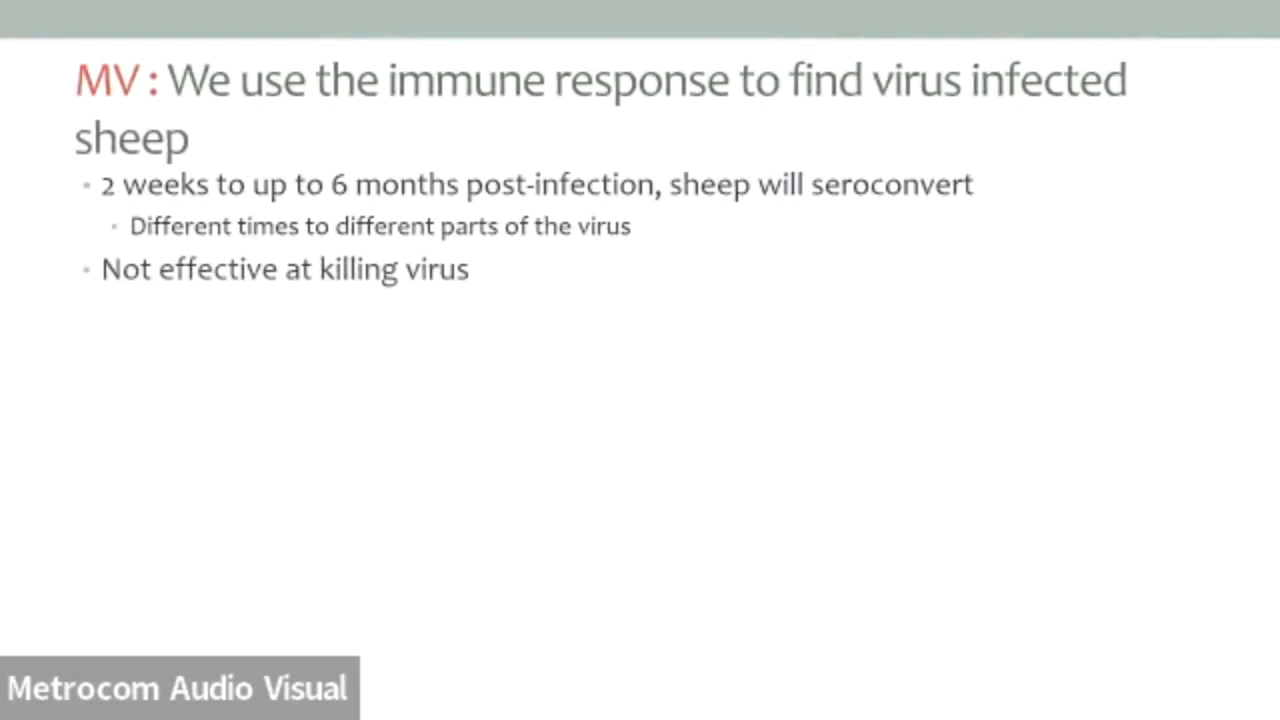 MV : We use the immune response to find virus infected
sheep
• 2 weeks to up to 6 months post-infection, sheep will seroconvert
• Different times to different parts of the virus
• Not effective at killing virus
Metrocom Audio Visual